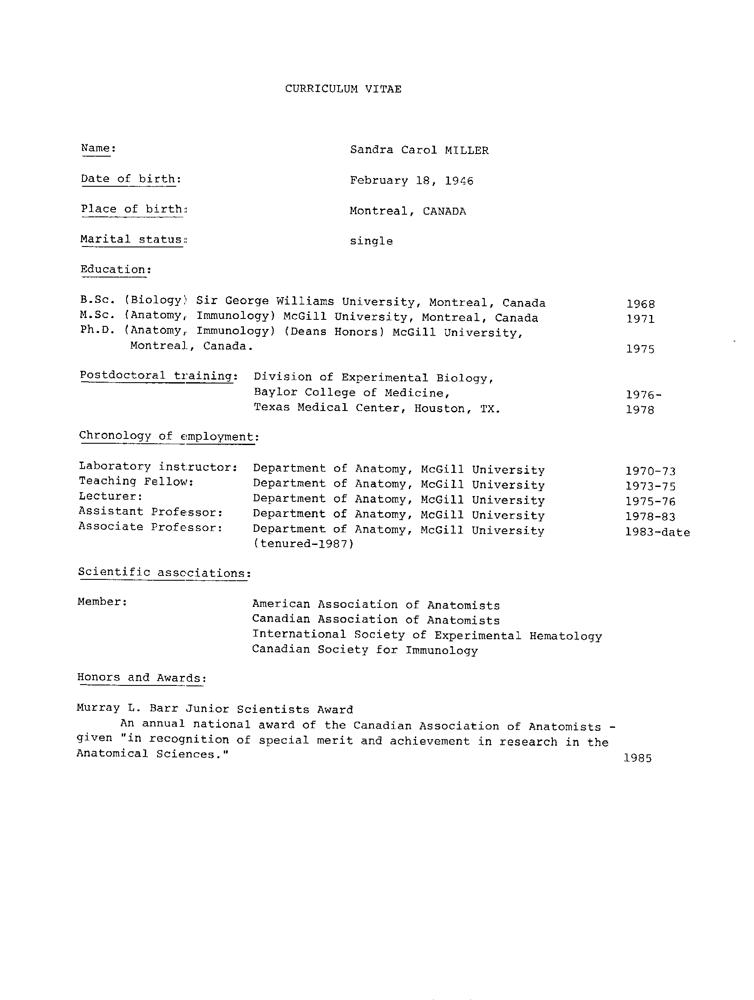 CURRICULUM VITAE
Name: Sandra Carol MILLER
Date of birth: February 18, 1946
Place of birth: Montreal, CANADA
Marital status: single
Education:
B.Sc. (Biology) Sir George Williams University, Montreal, Canada 1968
M.Sc. (Anatomy, Immunology) McGill University, Montreal, Canada 1971
Ph.D. (Anatomy, Immunology) (Deans Honors) McGill University,
Montreal, Canada. 1975
Postdoctoral training: Division of Experimental Biology,
Baylor College of Medicine, 1976-
Texas Medical Center, Houston, TX. 1978
Chronology of employment:
Laboratory instructor: Department of Anatomy, McGill University 1970-73
Teaching Fellow: Department of Anatomy, McGill University 1973-75
Lecturer: Department of Anatomy, McGill University 1975-76
Assistant Professor: Department of Anatomy, McGill University 1978-83
Associate Professor: Department of Anatomy, McGill University 1983-date
(tenured-1987)
Scientific associations:
Member: American Association of Anatomists
Canadian Association of Anatomists
International Society of Experimental Hematology
Canadian Society for Immunology
Honors and Awards:
Murray L. Barr Junior Scientists Award
An annual national award of the Canadian Association of Anatomists -
given "in recognition of special merit and achievement in research in the
Anatomical Sciences." 1985